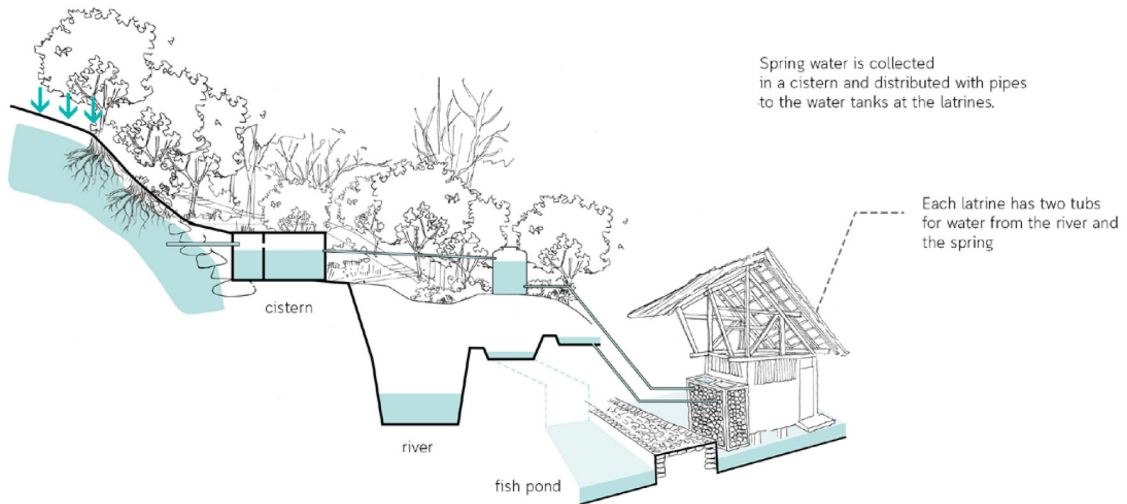 Spring water is collected
in a cistern and distributed with pipes
to the water tanks at the latrines.
Each latrine has two tubs
for water from the river and
the spring
cistern
river
fish pond